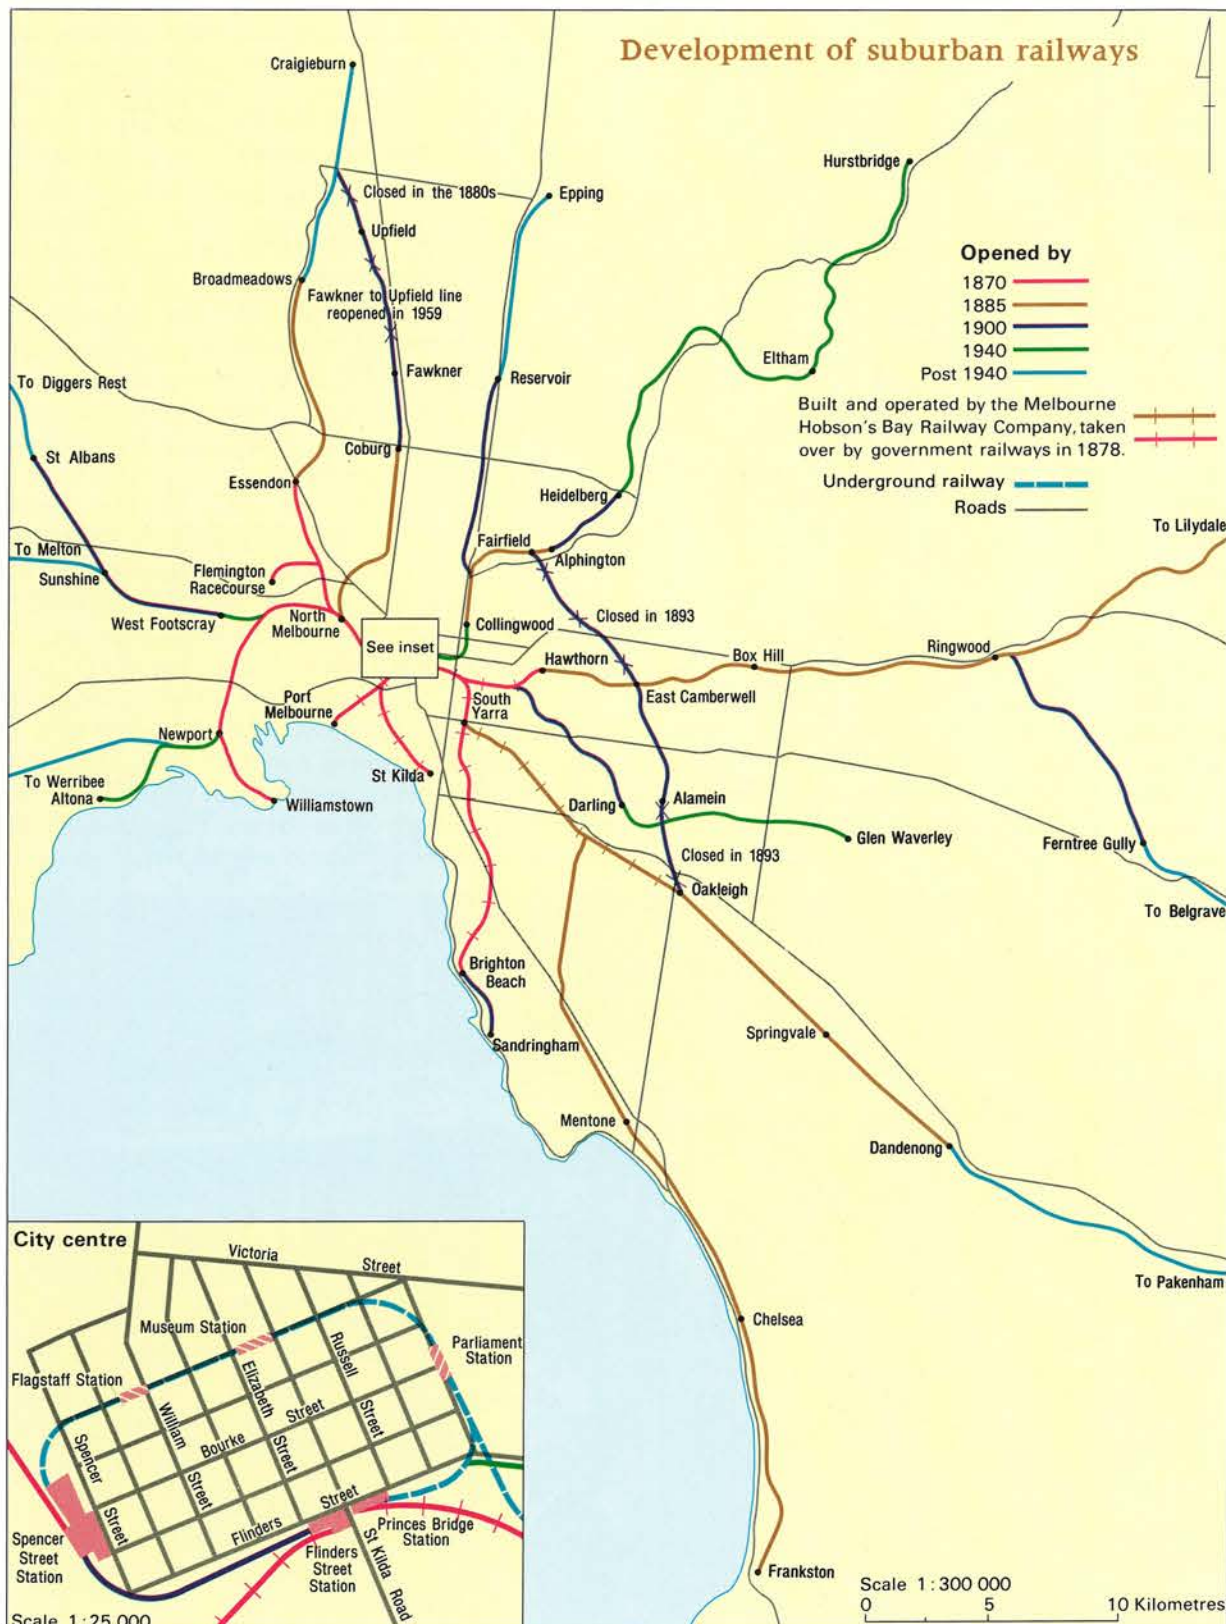 Development of suburban railways
Craigieburn
Closed in the 1880s
Epping
Hurstbridge
Upfield
Broadmeadows
Fawkner to Upfield line
reopened in 1959
Opened by
1870
1885
1900
1940
Post 1940
Built and operated by the Melbourne
Hobson's Bay Railway Company, taken
over by government railways in 1878.
Underground railway
Roads
Eltham
Fawkner
Reservoir
To Diggers Rest
St Albans
Coburg
Essendon
Heidelberg
To Lilydale
Fairfield
Alphington
To Melton
Sunshine
Flemington
Racecourse
West Footscray
North
Melbourne
See inset
Collingwood
Closed in 1893
Hawthorn
Box Hill
Ringwood
East Camberwell
Port
Melbourne
South
Yarra
Newport
St Kilda
To Werribee
Altona
Williamstown
Darling
Alamein
Glen Waverley
Ferntree Gully
Closed in 1893
Oakleigh
To Belgrave
Brighton
Beach
Sandringham
Springvale
Mentone
Dandenong
To Pakenham
Chelsea
Frankston
City centre
Victoria
Street
Museum Station
Russell
Street
Parliament
Station
Flagstaff Station
Elizabeth
Street
William
Street
Bourke
Street
Spencer
Street
Flinders
Street
Princes Bridge
Station
Spencer
Street
Station
Flinders
Street
Station
St Kilda Road
Scale 1:25 000
Scale 1:300 000
0 5 10 Kilometres